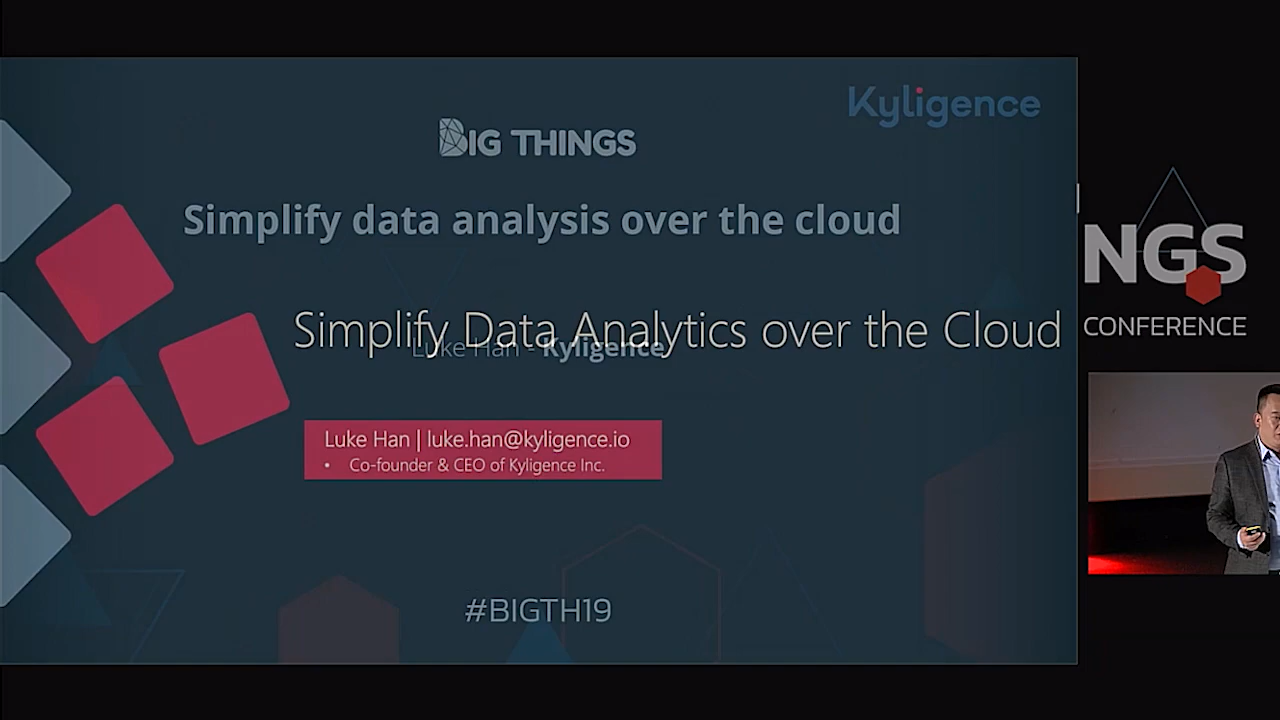 Kyligence
BIG THINGS
Simplify data analysis over the cloud
Simplify Data Analytics over the Cloud
Luke Han - Kyligence
Luke Han | luke.han@kyligence.io
• Co-founder & CEO of Kyligence Inc.
#BIGTH19
NGS
CONFERENCE